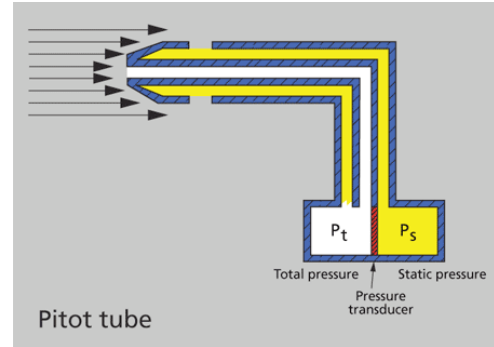 Pt
Ps
Total pressure
Static pressure
Pressure
transducer
Pitot tube